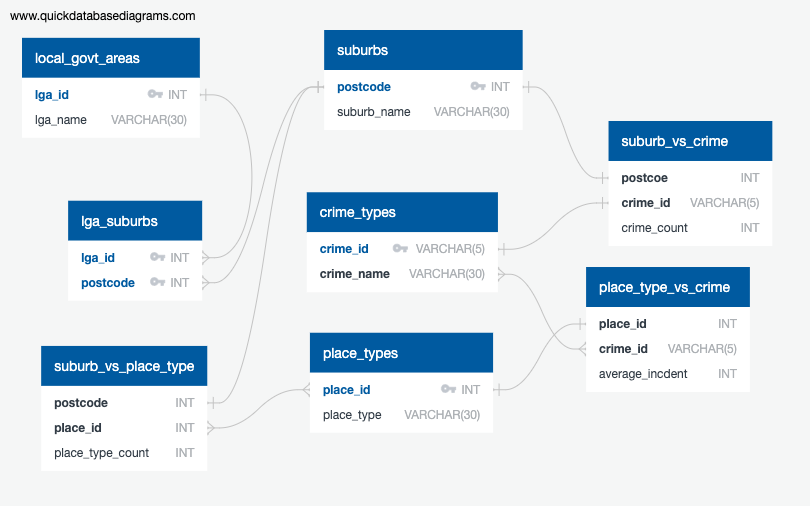 www.quickdatabasediagrams.com
local_govt_areas
lga_id INT
lga_name VARCHAR(30)
suburbs
postcode INT
suburb_name VARCHAR(30)
suburb_vs_crime
postcoe INT
crime_id VARCHAR(5)
crime_count INT
lga_suburbs
lga_id INT
postcode INT
crime_types
crime_id VARCHAR(5)
crime_name VARCHAR(30)
place_type_vs_crime
place_id INT
crime_id VARCHAR(5)
average_incdent INT
suburb_vs_place_type
postcode INT
place_id INT
place_type_count INT
place_types
place_id INT
place_type VARCHAR(30)